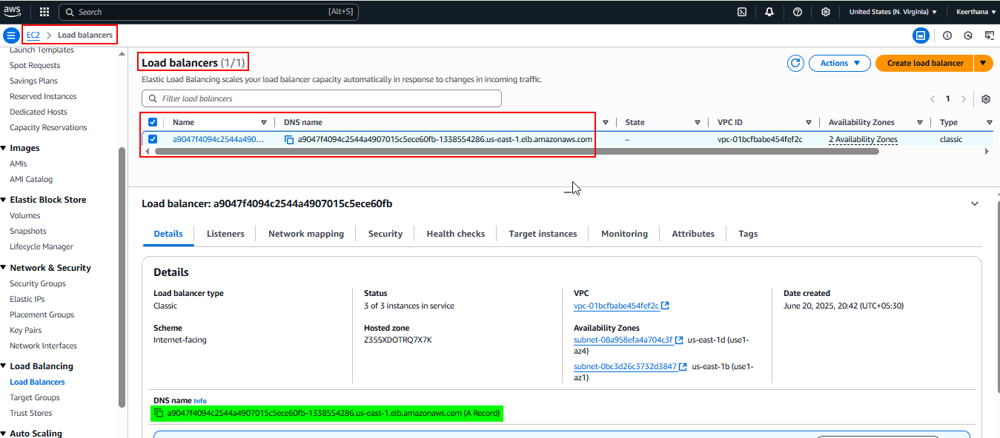 aws
Search [Alt+S]
United States (N. Virginia) Keerthana
EC2 > Load balancers
Launch Templates
Spot Requests
Savings Plans
Reserved Instances
Dedicated Hosts
Capacity Reservations
Images
AMIs
AMI Catalog
Elastic Block Store
Volumes
Snapshots
Lifecycle Manager
Network & Security
Security Groups
Elastic IPs
Placement Groups
Key Pairs
Network Interfaces
Load Balancing
Load Balancers
Target Groups
Trust Stores
Auto Scaling
Load balancers (1/1)
Actions
Create load balancer
Elastic Load Balancing scales your load balancer capacity automatically in response to changes in incoming traffic.
Filter load balancers
1
Name DNS name State VPC ID Availability Zones Type
a9047f4094c2544a490... a9047f4094c2544a4907015c5ece60fb-1338554286.us-east-1.elb.amazonaws.com – vpc-01bcfbabe454fef2c 2 Availability Zones classic
Load balancer: a9047f4094c2544a4907015c5ece60fb
Details Listeners Network mapping Security Health checks Target instances Monitoring Attributes Tags
Details
Load balancer type
Classic
Scheme
Internet-facing
Status
3 of 3 instances in service
Hosted zone
Z35SXDOTRQ7X7K
VPC
vpc-01bcfbabe454fef2c
Availability Zones
subnet-08a958efa4a704c3f us-east-1d (use1-
az4)
subnet-0bc3d26c3732d3847 us-east-1b (use1-
az1)
Date created
June 20, 2025, 20:42 (UTC+05:30)
DNS name Info
a9047f4094c2544a4907015c5ece60fb-1338554286.us-east-1.elb.amazonaws.com (A Record)